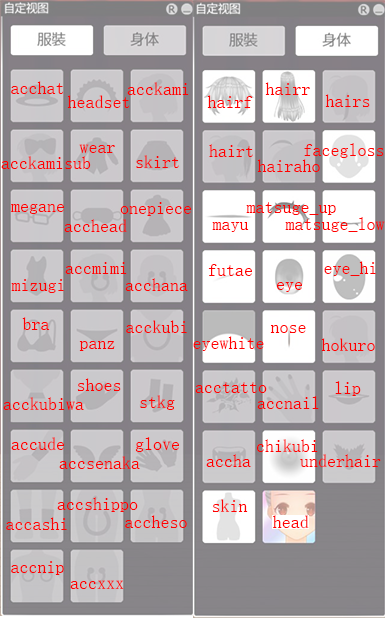 自定视图 R
服裝 身体
acchat headset acckami
acckamisub wear skirt
megane acchead onepiece
mizugi accmimi acchana
bra panz acckubi
acckubiwa shoes stkg
accude accsenaka glove
accashi accshippo accheso
accnip accxxx
自定视图 R
服裝 身体
hairf hairr hairs
hairt hairaho facegloss
mayu matsuge_up matsuge_low
futae eye eye_hi
eyewhite nose hokuro
acctatto accnail lip
accha chikubi underhair
skin head